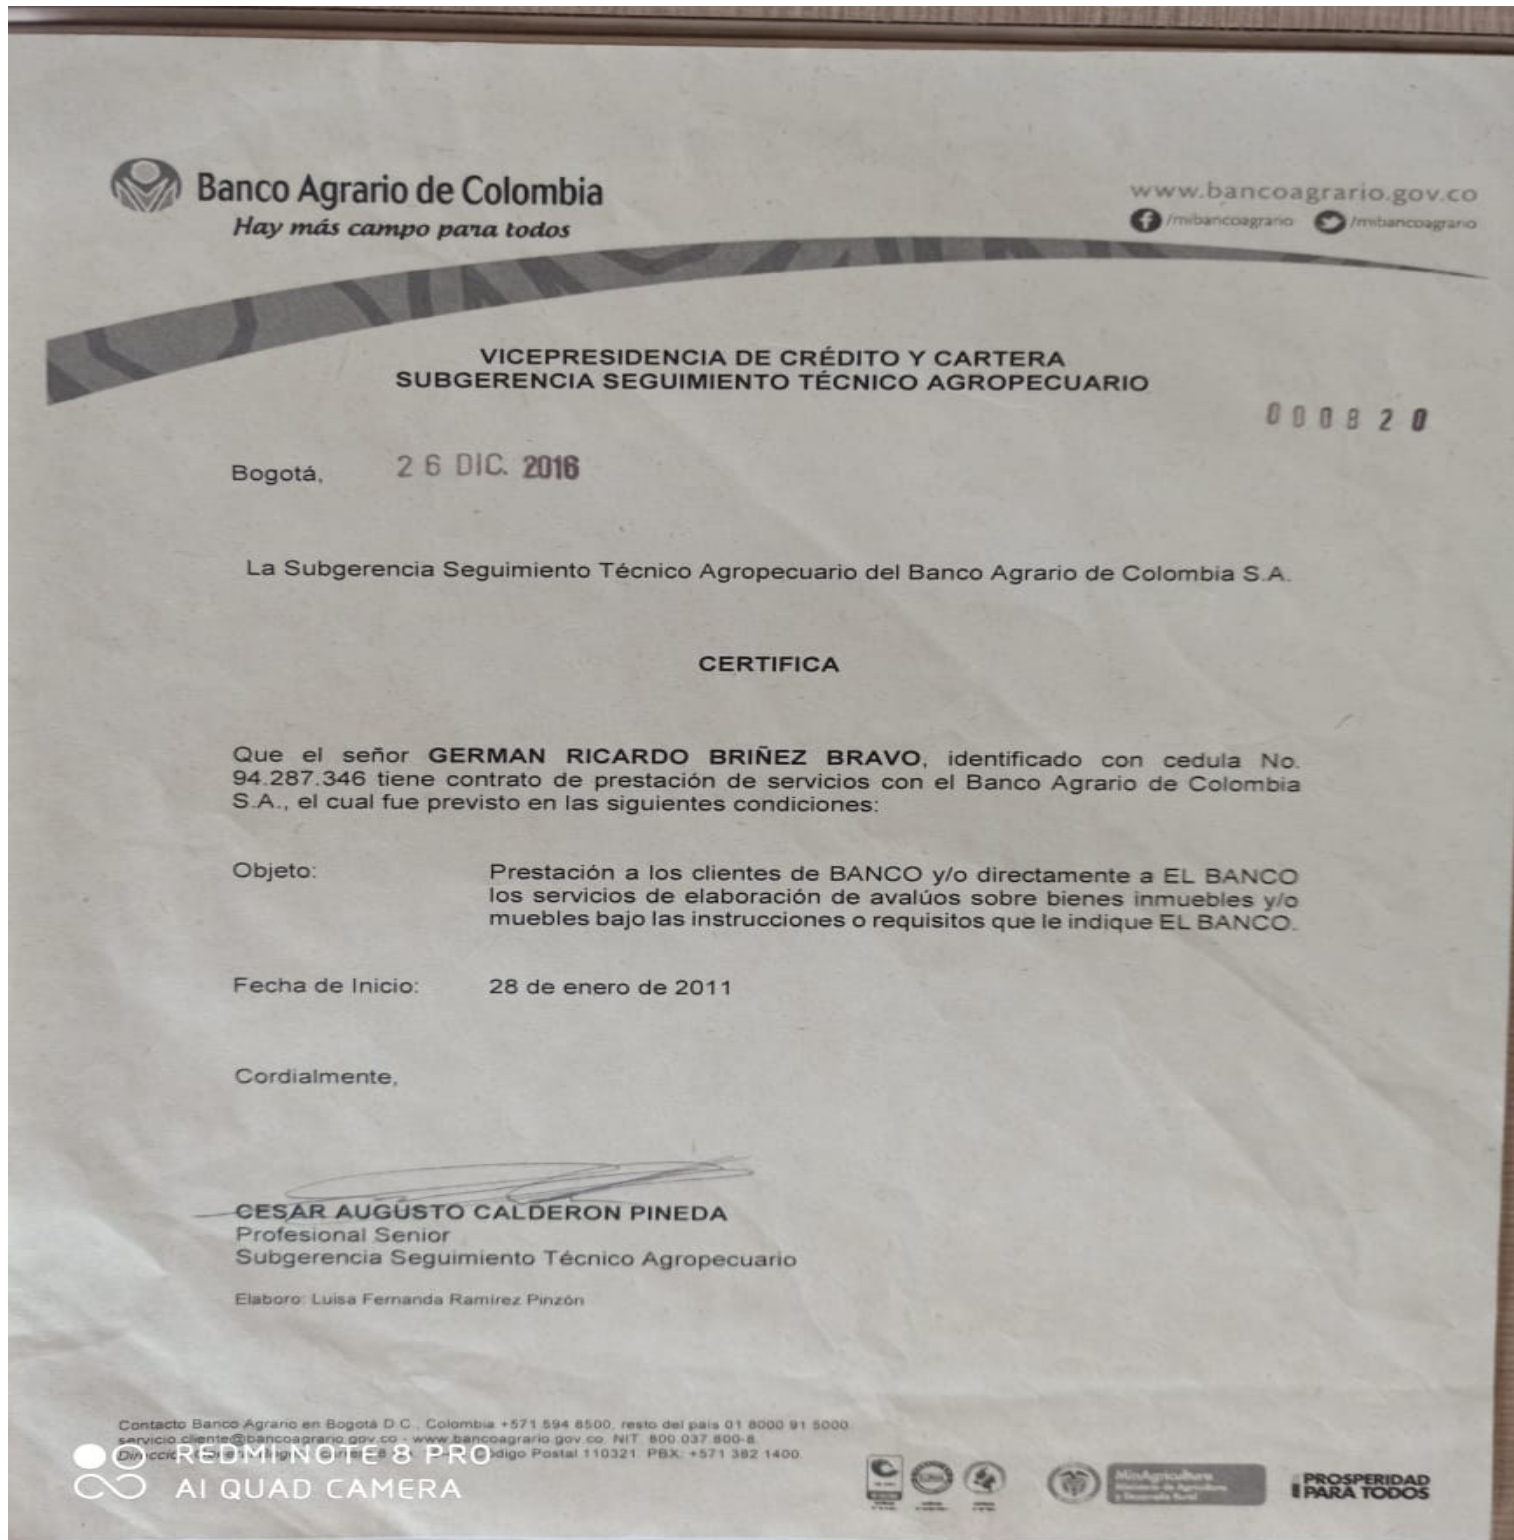 Banco Agrario de Colombia
Hay más campo para todos
www.bancoagrario.gov.co
/mibancoagrario /mibancoagrario
VICEPRESIDENCIA DE CRÉDITO Y CARTERA
SUBGERENCIA SEGUIMIENTO TÉCNICO AGROPECUARIO
000820
Bogotá, 26 DIC. 2016
La Subgerencia Seguimiento Técnico Agropecuario del Banco Agrario de Colombia S.A.
CERTIFICA
Que el señor GERMAN RICARDO BRIÑEZ BRAVO, identificado con cedula No.
94.287.346 tiene contrato de prestación de servicios con el Banco Agrario de Colombia
S.A., el cual fue previsto en las siguientes condiciones:
Objeto: Prestación a los clientes de BANCO y/o directamente a EL BANCO
los servicios de elaboración de avalúos sobre bienes inmuebles y/o
muebles bajo las instrucciones o requisitos que le indique EL BANCO.
Fecha de Inicio: 28 de enero de 2011
Cordialmente,
CESAR AUGUSTO CALDERON PINEDA
Profesional Senior
Subgerencia Seguimiento Técnico Agropecuario
Elaboro: Luisa Fernanda Ramírez Pinzón
Contacto Banco Agrario en Bogotá D.C., Colombia +571 594 8500, resto del país 01 8000 91 5000
servicio.cliente@bancoagrario.gov.co - www.bancoagrario.gov.co. NIT. 800.037.800-8.
Código Postal 110321. PBX: +571 382 1400.
REDMI NOTE 8 PRO
AI QUAD CAMERA
MinAgricultura
PROSPERIDAD
PARA TODOS